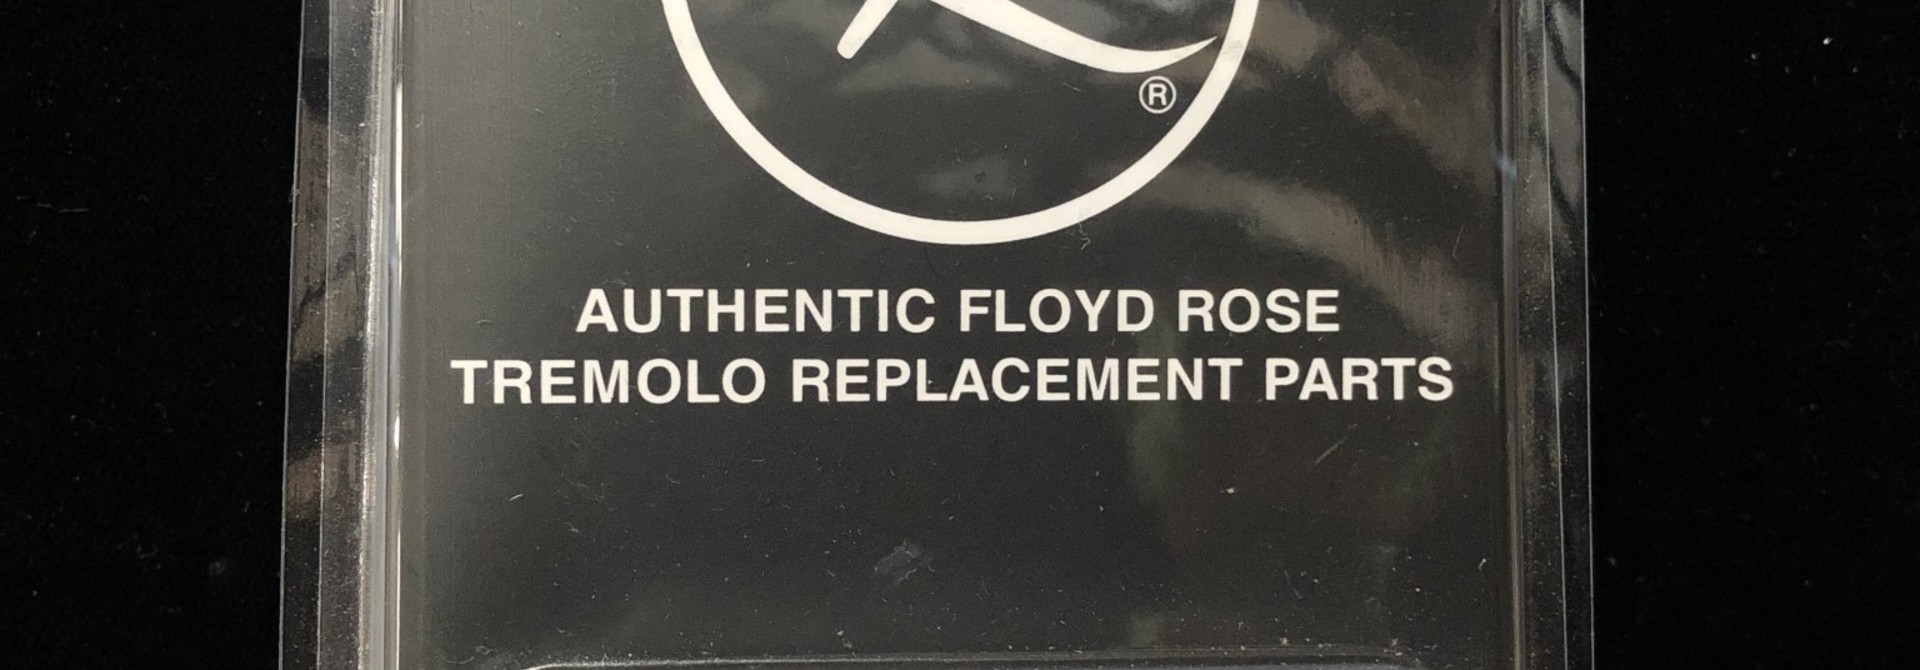 ®
AUTHENTIC FLOYD ROSE
TREMOLO REPLACEMENT PARTS